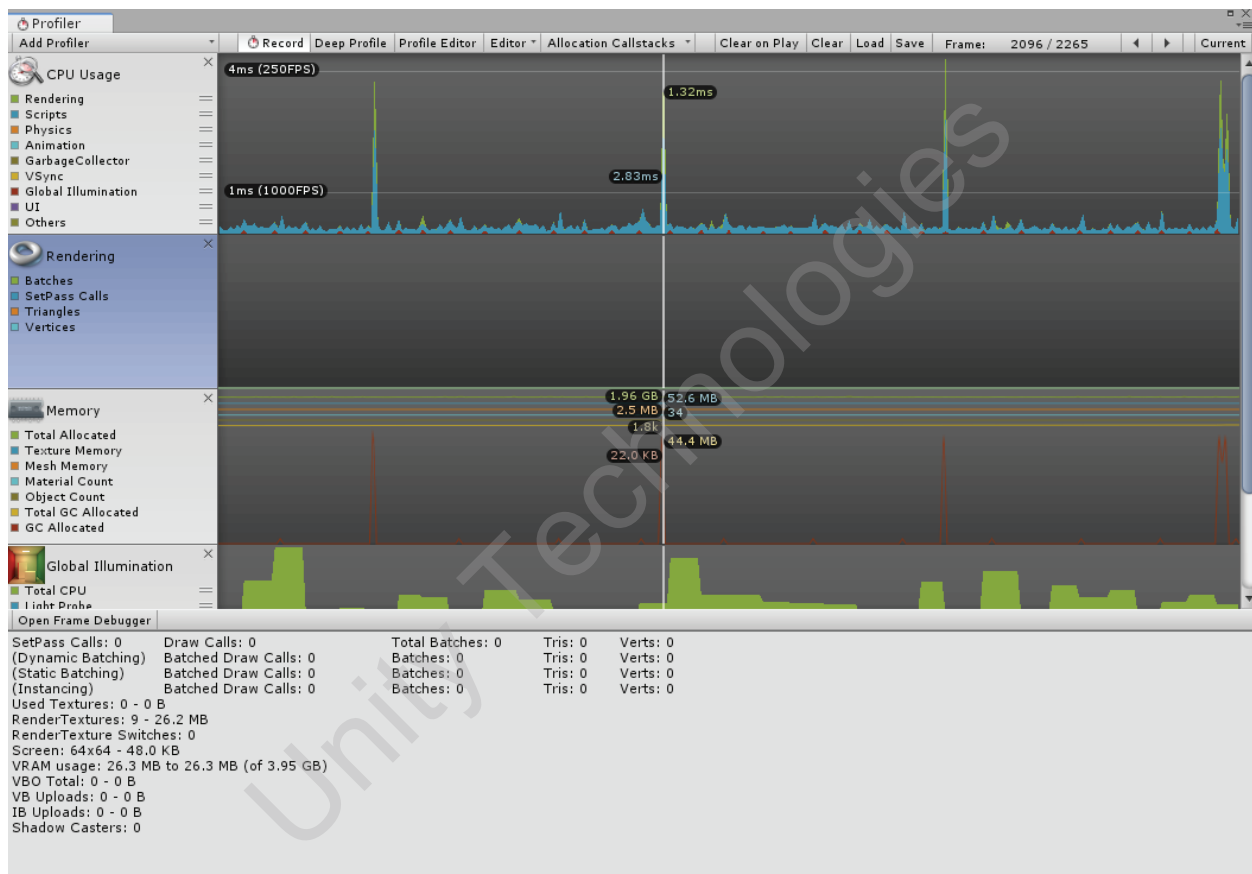 Profiler
Add Profiler Record Deep Profile Profile Editor Editor Allocation Callstacks Clear on Play Clear Load Save Frame: 2096 / 2265 Current
CPU Usage
Rendering
Scripts
Physics
Animation
GarbageCollector
VSync
Global Illumination
UI
Others
4ms (250FPS)
1.32ms
2.83ms
1ms (1000FPS)
Rendering
Batches
SetPass Calls
Triangles
Vertices
Memory
Total Allocated
Texture Memory
Mesh Memory
Material Count
Object Count
Total GC Allocated
GC Allocated
1.96 GB 52.6 MB
2.5 MB 34
1.8k
44.4 MB
22.0 KB
Global Illumination
Total CPU
Light Probe
Open Frame Debugger
SetPass Calls: 0 Draw Calls: 0 Total Batches: 0 Tris: 0 Verts: 0
(Dynamic Batching) Batched Draw Calls: 0 Batches: 0 Tris: 0 Verts: 0
(Static Batching) Batched Draw Calls: 0 Batches: 0 Tris: 0 Verts: 0
(Instancing) Batched Draw Calls: 0 Batches: 0 Tris: 0 Verts: 0
Used Textures: 0 - 0 B
RenderTextures: 9 - 26.2 MB
RenderTexture Switches: 0
Screen: 64x64 - 48.0 KB
VRAM usage: 26.3 MB to 26.3 MB (of 3.95 GB)
VBO Total: 0 - 0 B
VB Uploads: 0 - 0 B
IB Uploads: 0 - 0 B
Shadow Casters: 0
Unity Technologies